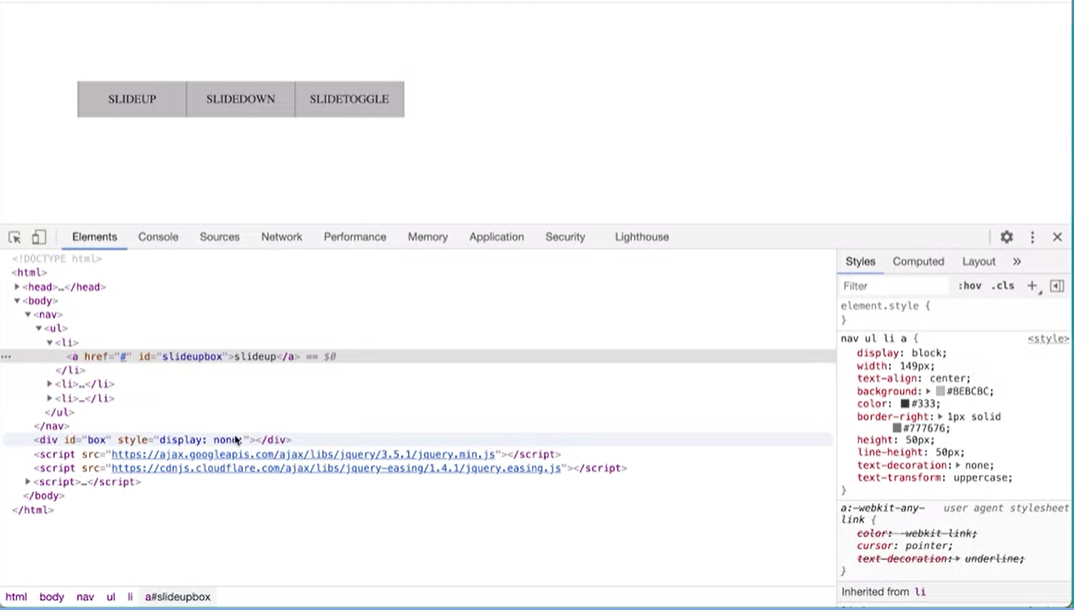 SLIDEUP SLIDEDOWN SLIDETOGGLE
Elements Console Sources Network Performance Memory Application Security Lighthouse
<!DOCTYPE html>
<html>
<head>…</head>
<body>
<nav>
<ul>
<li>
<a href="#" id="slideupbox">slideup</a> == $0
</li>
<li>…</li>
<li>…</li>
</ul>
</nav>
<div id="box" style="display: none;"></div>
<script src="https://ajax.googleapis.com/ajax/libs/jquery/3.5.1/jquery.min.js"></script>
<script src="https://cdnjs.cloudflare.com/ajax/libs/jquery-easing/1.4.1/jquery.easing.js"></script>
<script>…</script>
</body>
</html>
html body nav ul li a#slideupbox
Styles Computed Layout »
Filter :hov .cls +
element.style {
}
nav ul li a { <style>
display: block;
width: 149px;
text-align: center;
background: #BEBCBC;
color: #333;
border-right: 1px solid
#777676;
height: 50px;
line-height: 50px;
text-decoration: none;
text-transform: uppercase;
}
a:-webkit-any- user agent stylesheet
link {
color: -webkit-link;
cursor: pointer;
text-decoration: underline;
}
Inherited from li